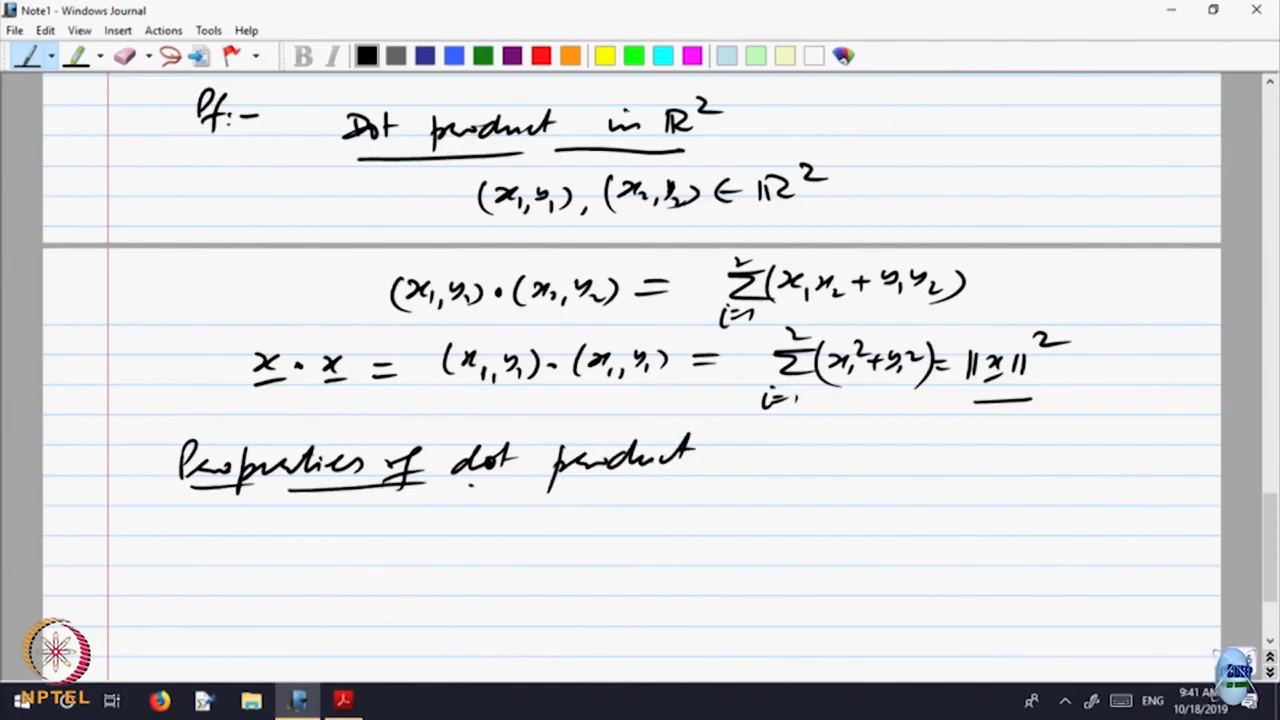 Note1 - Windows Journal
File Edit View Insert Actions Tools Help
B I
Pf:-
Dot product in ℝ²
(x₁,y₁), (x₂,y₂) ∈ ℝ²
(x₁,y₁)·(x₂,y₂) = ∑_{i=1}^{2}(x₁x₂ + y₁y₂)
x · x = (x₁,y₁)·(x₁,y₁) = ∑_{i=1}^{2}(x₁²+y₁²) = ||x||²
Properties of dot product
NPTEL
ENG
9:41 AM
10/18/2019